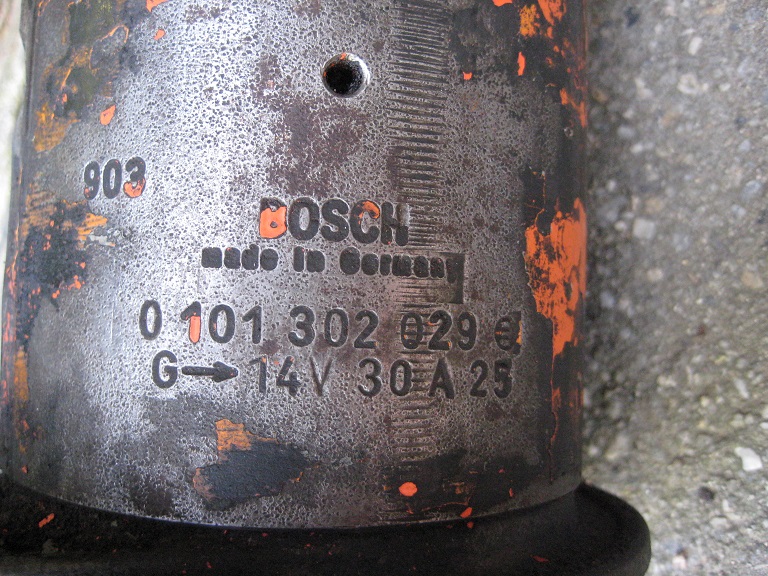 903
BOSCH
made in Germany
0 101 302 029
G→ 14V 30 A 25